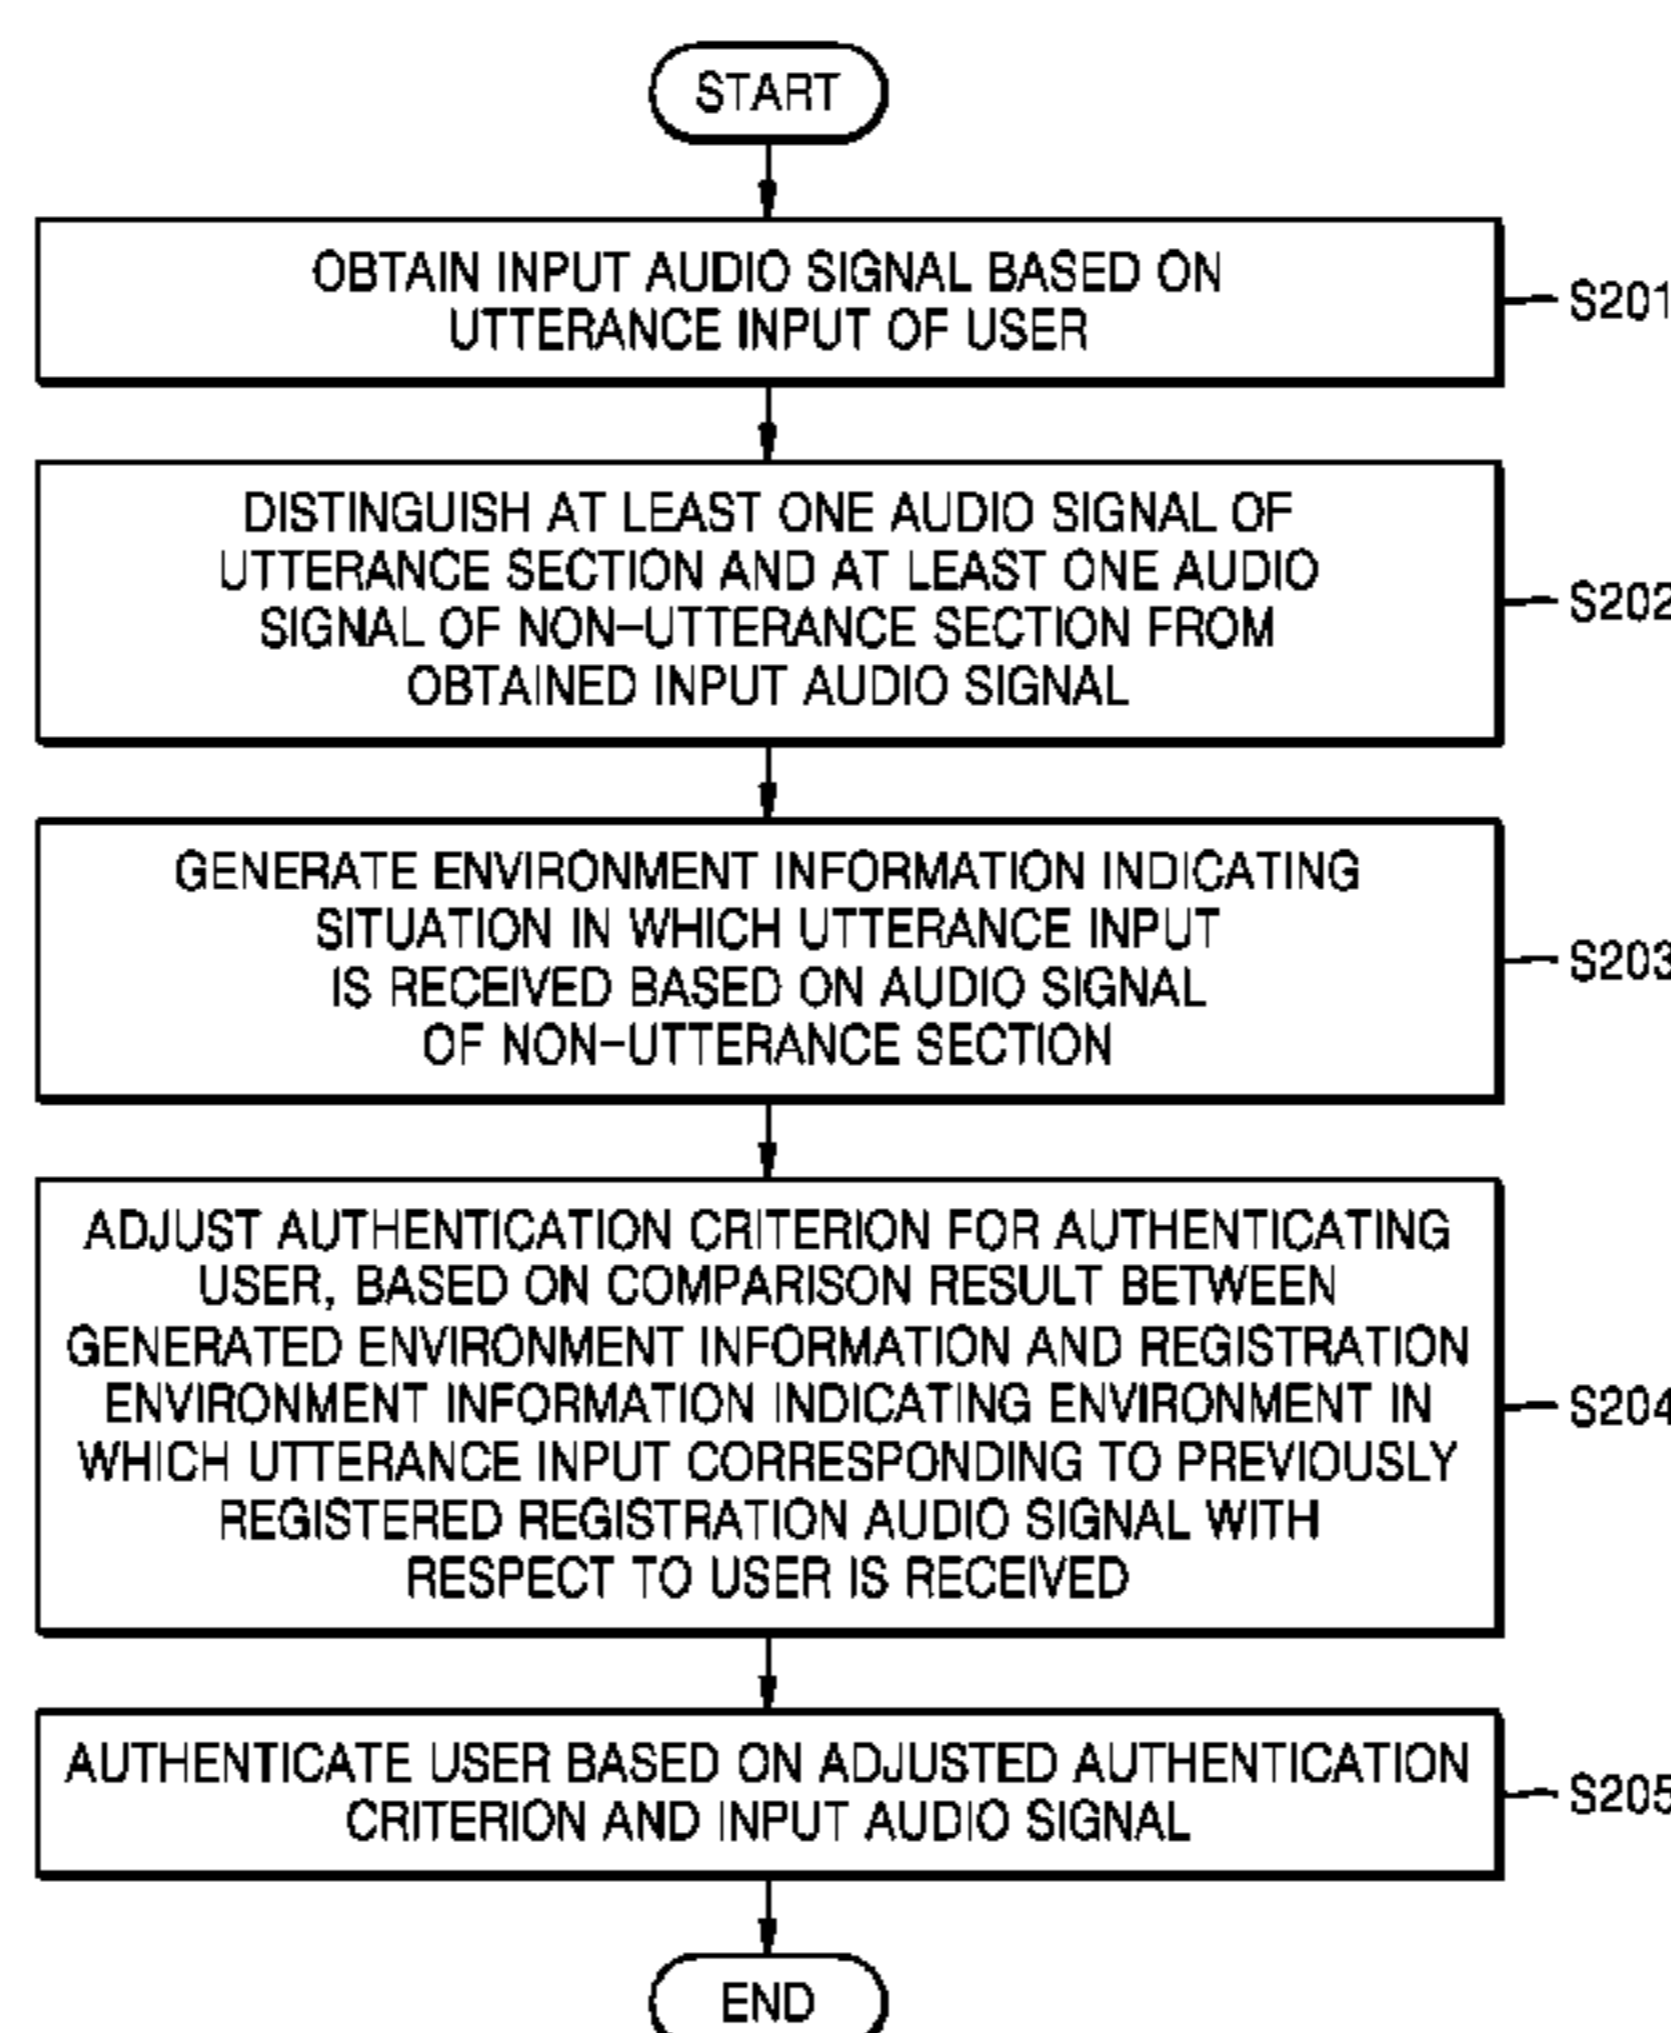 START
OBTAIN INPUT AUDIO SIGNAL BASED ON
UTTERANCE INPUT OF USER
S201
DISTINGUISH AT LEAST ONE AUDIO SIGNAL OF
UTTERANCE SECTION AND AT LEAST ONE AUDIO
SIGNAL OF NON-UTTERANCE SECTION FROM
OBTAINED INPUT AUDIO SIGNAL
S202
GENERATE ENVIRONMENT INFORMATION INDICATING
SITUATION IN WHICH UTTERANCE INPUT
IS RECEIVED BASED ON AUDIO SIGNAL
OF NON-UTTERANCE SECTION
S203
ADJUST AUTHENTICATION CRITERION FOR AUTHENTICATING
USER, BASED ON COMPARISON RESULT BETWEEN
GENERATED ENVIRONMENT INFORMATION AND REGISTRATION
ENVIRONMENT INFORMATION INDICATING ENVIRONMENT IN
WHICH UTTERANCE INPUT CORRESPONDING TO PREVIOUSLY
REGISTERED REGISTRATION AUDIO SIGNAL WITH
RESPECT TO USER IS RECEIVED
S204
AUTHENTICATE USER BASED ON ADJUSTED AUTHENTICATION
CRITERION AND INPUT AUDIO SIGNAL
S205
END